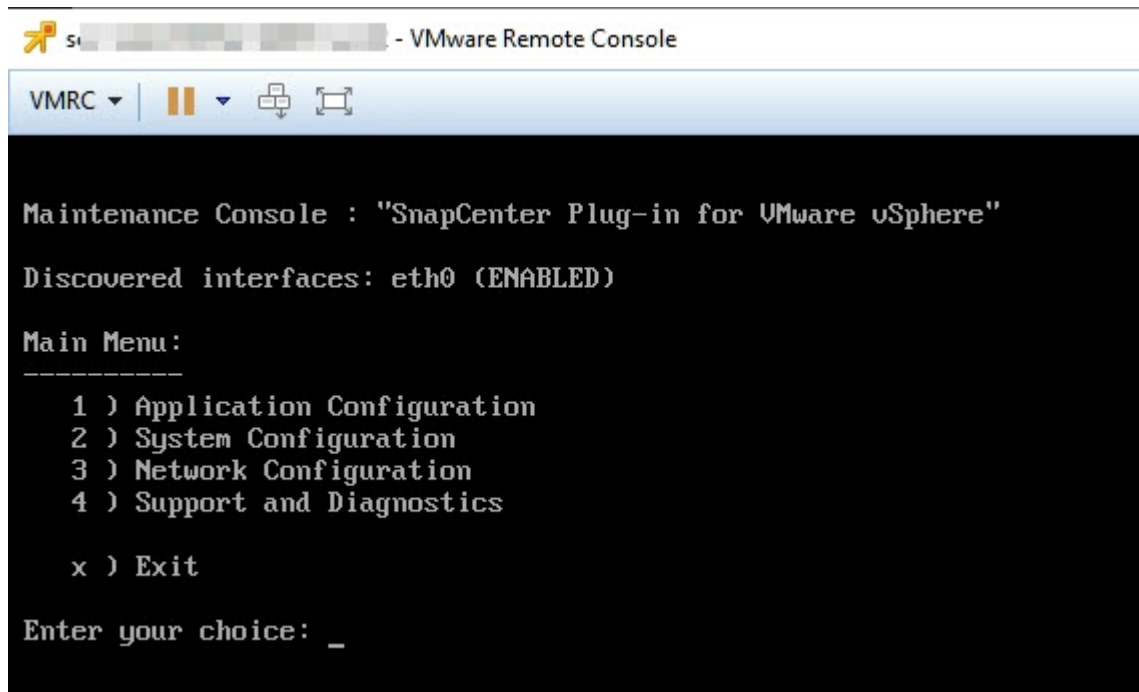 - VMware Remote Console
VMRC
Maintenance Console : "SnapCenter Plug-in for VMware vSphere"
Discovered interfaces: eth0 (ENABLED)
Main Menu:
----------
1 ) Application Configuration
2 ) System Configuration
3 ) Network Configuration
4 ) Support and Diagnostics
x ) Exit
Enter your choice: _